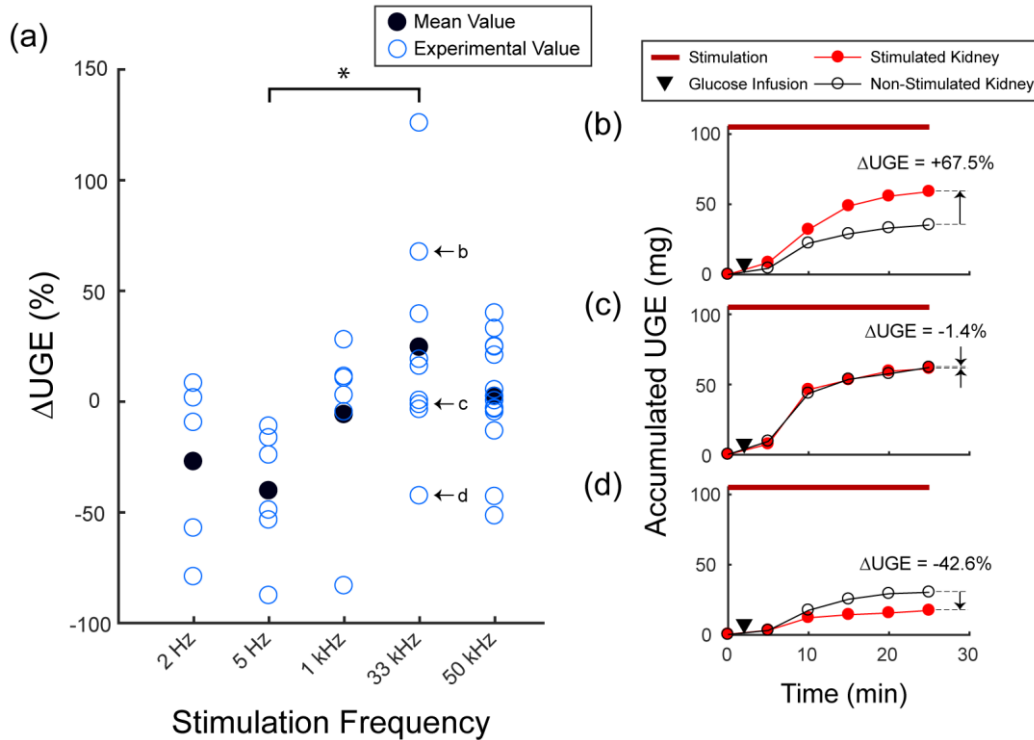 (a)
Mean Value
Experimental Value
150
100
50
0
-50
-100
ΔUGE (%)
*
b
c
d
2 Hz
5 Hz
1 kHz
33 kHz
50 kHz
Stimulation Frequency
Stimulation
Stimulated Kidney
Glucose Infusion
Non-Stimulated Kidney
Accumulated UGE (mg)
(b)
100
50
0
ΔUGE = +67.5%
(c)
100
50
0
ΔUGE = -1.4%
(d)
100
50
0
ΔUGE = -42.6%
0
10
20
30
Time (min)